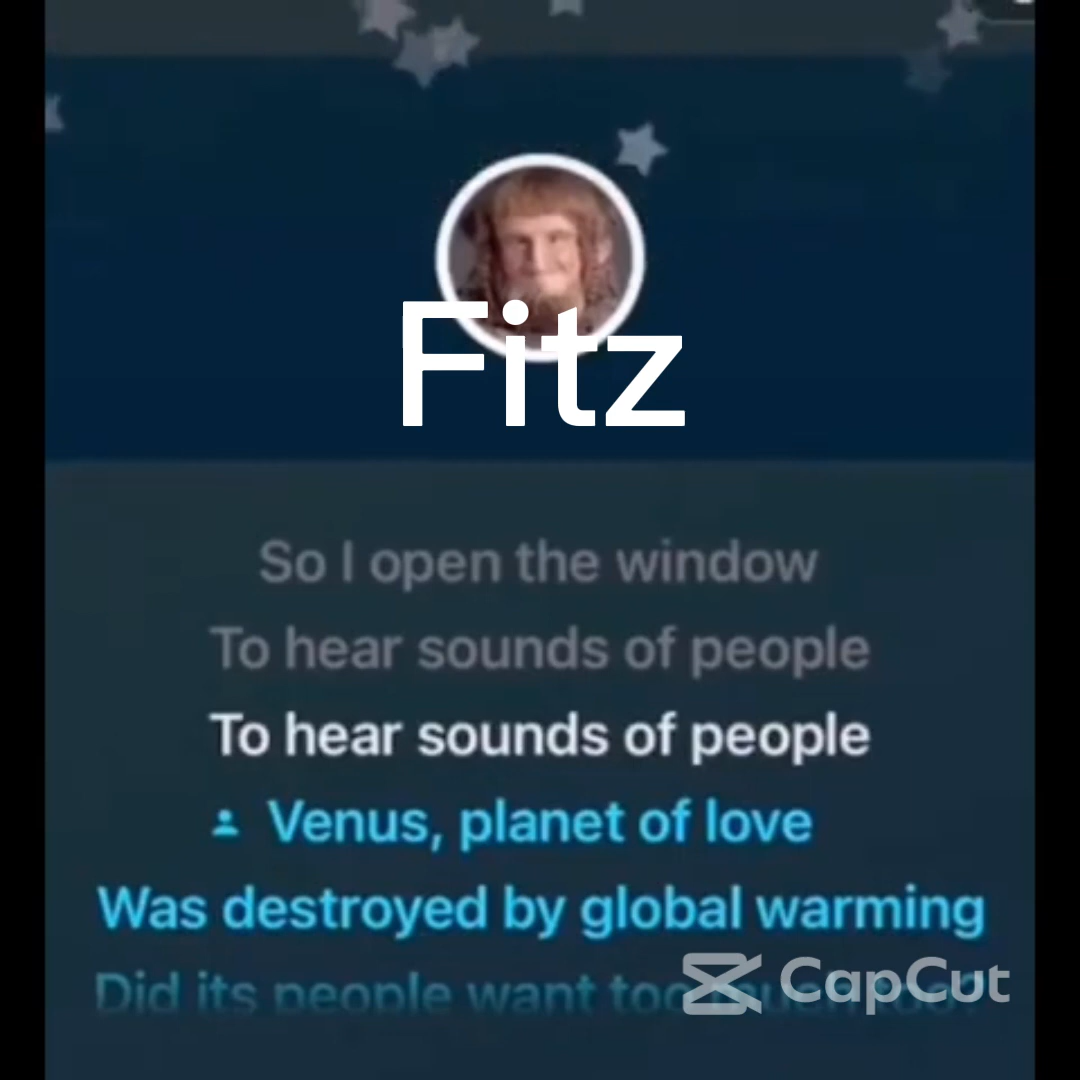 Fitz
So I open the window
To hear sounds of people
To hear sounds of people
Venus, planet of love
Was destroyed by global warming
Did its people want too
CapCut